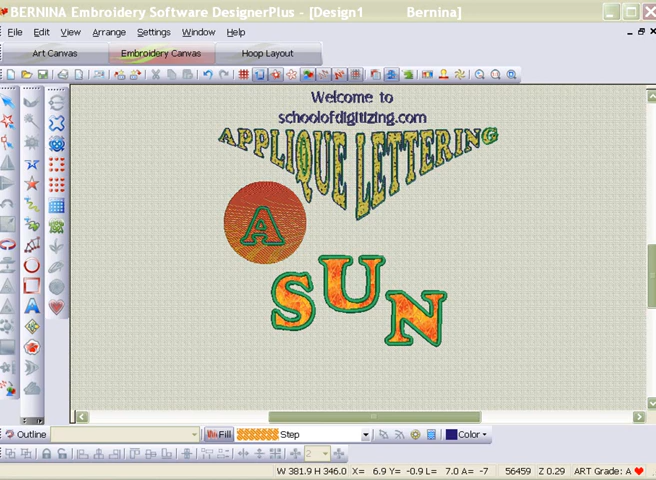 BERNINA Embroidery Software DesignerPlus - [Design1 Bernina]
File Edit View Arrange Settings Window Help
Art Canvas Embroidery Canvas Hoop Layout
Welcome to
schoolofdigitizing.com
APPLIQUE LETTERING
A
SUN
Outline Fill Step Color
2
W 381.9 H 346.0 X= 6.9 Y= -0.9 L= 7.0 A= -7 56459 Z 0.29 ART Grade: A